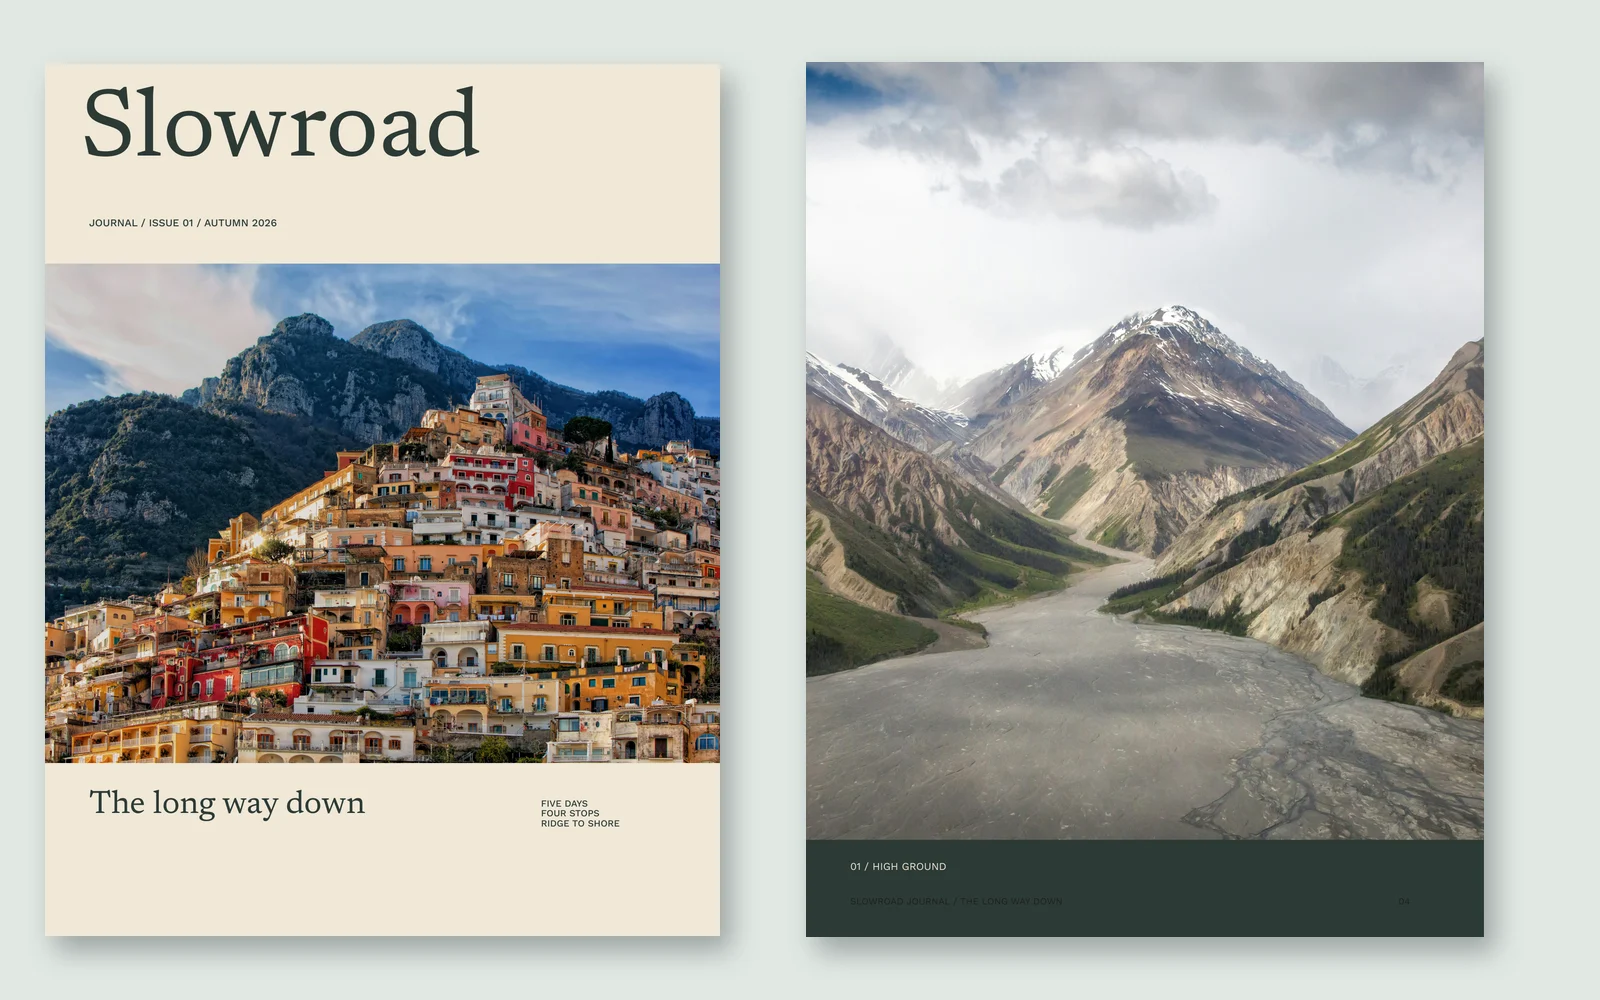 Slowroad
JOURNAL / ISSUE 01 / AUTUMN 2026
The long way down
FIVE DAYS
FOUR STOPS
RIDGE TO SHORE
01 / HIGH GROUND
SLOWROAD JOURNAL / THE LONG WAY DOWN
04